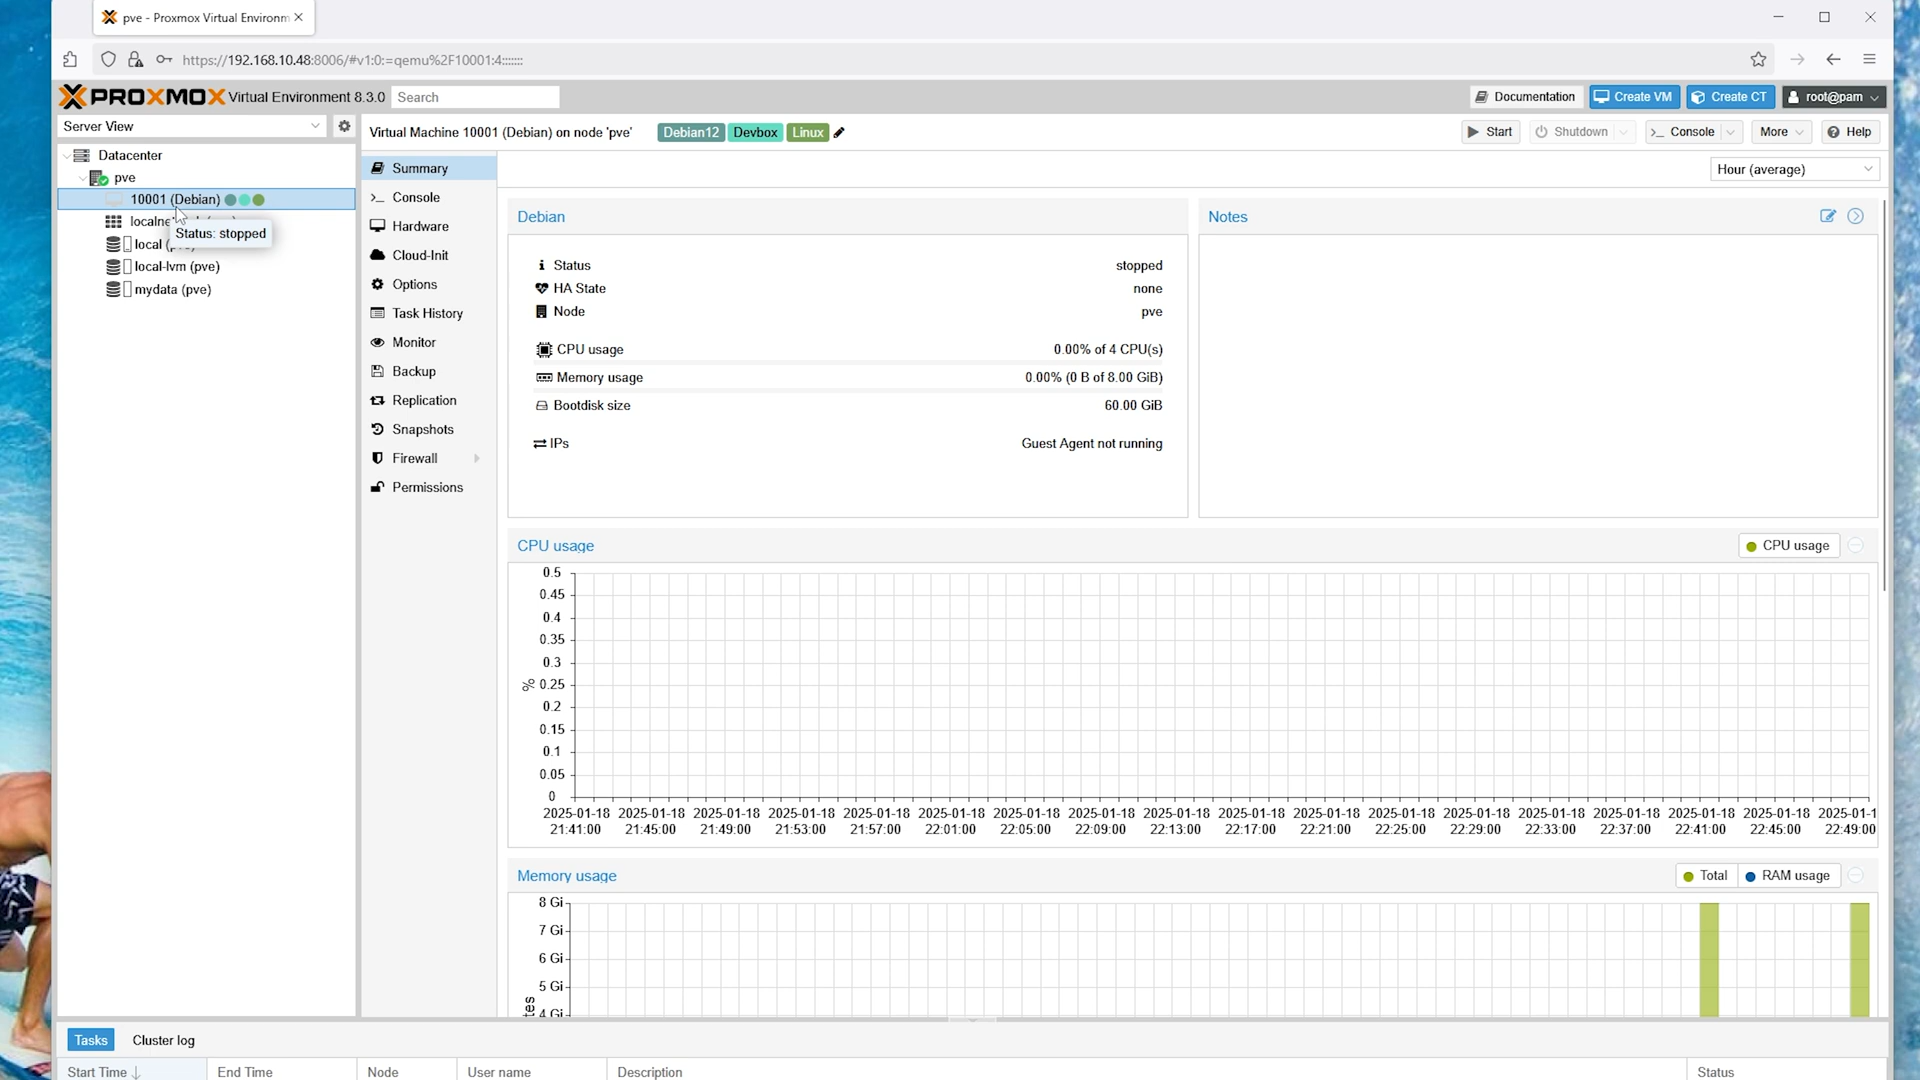 pve - Proxmox Virtual Environm
https://192.168.10.48:8006/#v1:0:=qemu%2F10001:4:::::::
PROXMOX Virtual Environment 8.3.0 Search Documentation Create VM Create CT root@pam
Server View
Virtual Machine 10001 (Debian) on node 'pve' Debian12 Devbox Linux Start Shutdown Console More Help
Datacenter
pve
10001 (Debian)
local
local-lvm (pve)
mydata (pve)
Status: stopped
Summary
Console
Hardware
Cloud-Init
Options
Task History
Monitor
Backup
Replication
Snapshots
Firewall
Permissions
Hour (average)
Debian
Status stopped
HA State none
Node pve
CPU usage 0.00% of 4 CPU(s)
Memory usage 0.00% (0 B of 8.00 GiB)
Bootdisk size 60.00 GiB
IPs Guest Agent not running
Notes
CPU usage CPU usage
0.5
0.45
0.4
0.35
0.3
% 0.25
0.2
0.15
0.1
0.05
0
2025-01-18 2025-01-18 2025-01-18 2025-01-18 2025-01-18 2025-01-18 2025-01-18 2025-01-18 2025-01-18 2025-01-18 2025-01-18 2025-01-18 2025-01-18 2025-01-18 2025-01-18 2025-01-18 2025-01-18 2025-01-1
21:41:00 21:45:00 21:49:00 21:53:00 21:57:00 22:01:00 22:05:00 22:09:00 22:13:00 22:17:00 22:21:00 22:25:00 22:29:00 22:33:00 22:37:00 22:41:00 22:45:00 22:49:00
Memory usage Total RAM usage
8 Gi
7 Gi
6 Gi
5 Gi
4 Gi
tes
Tasks Cluster log
Start Time End Time Node User name Description Status